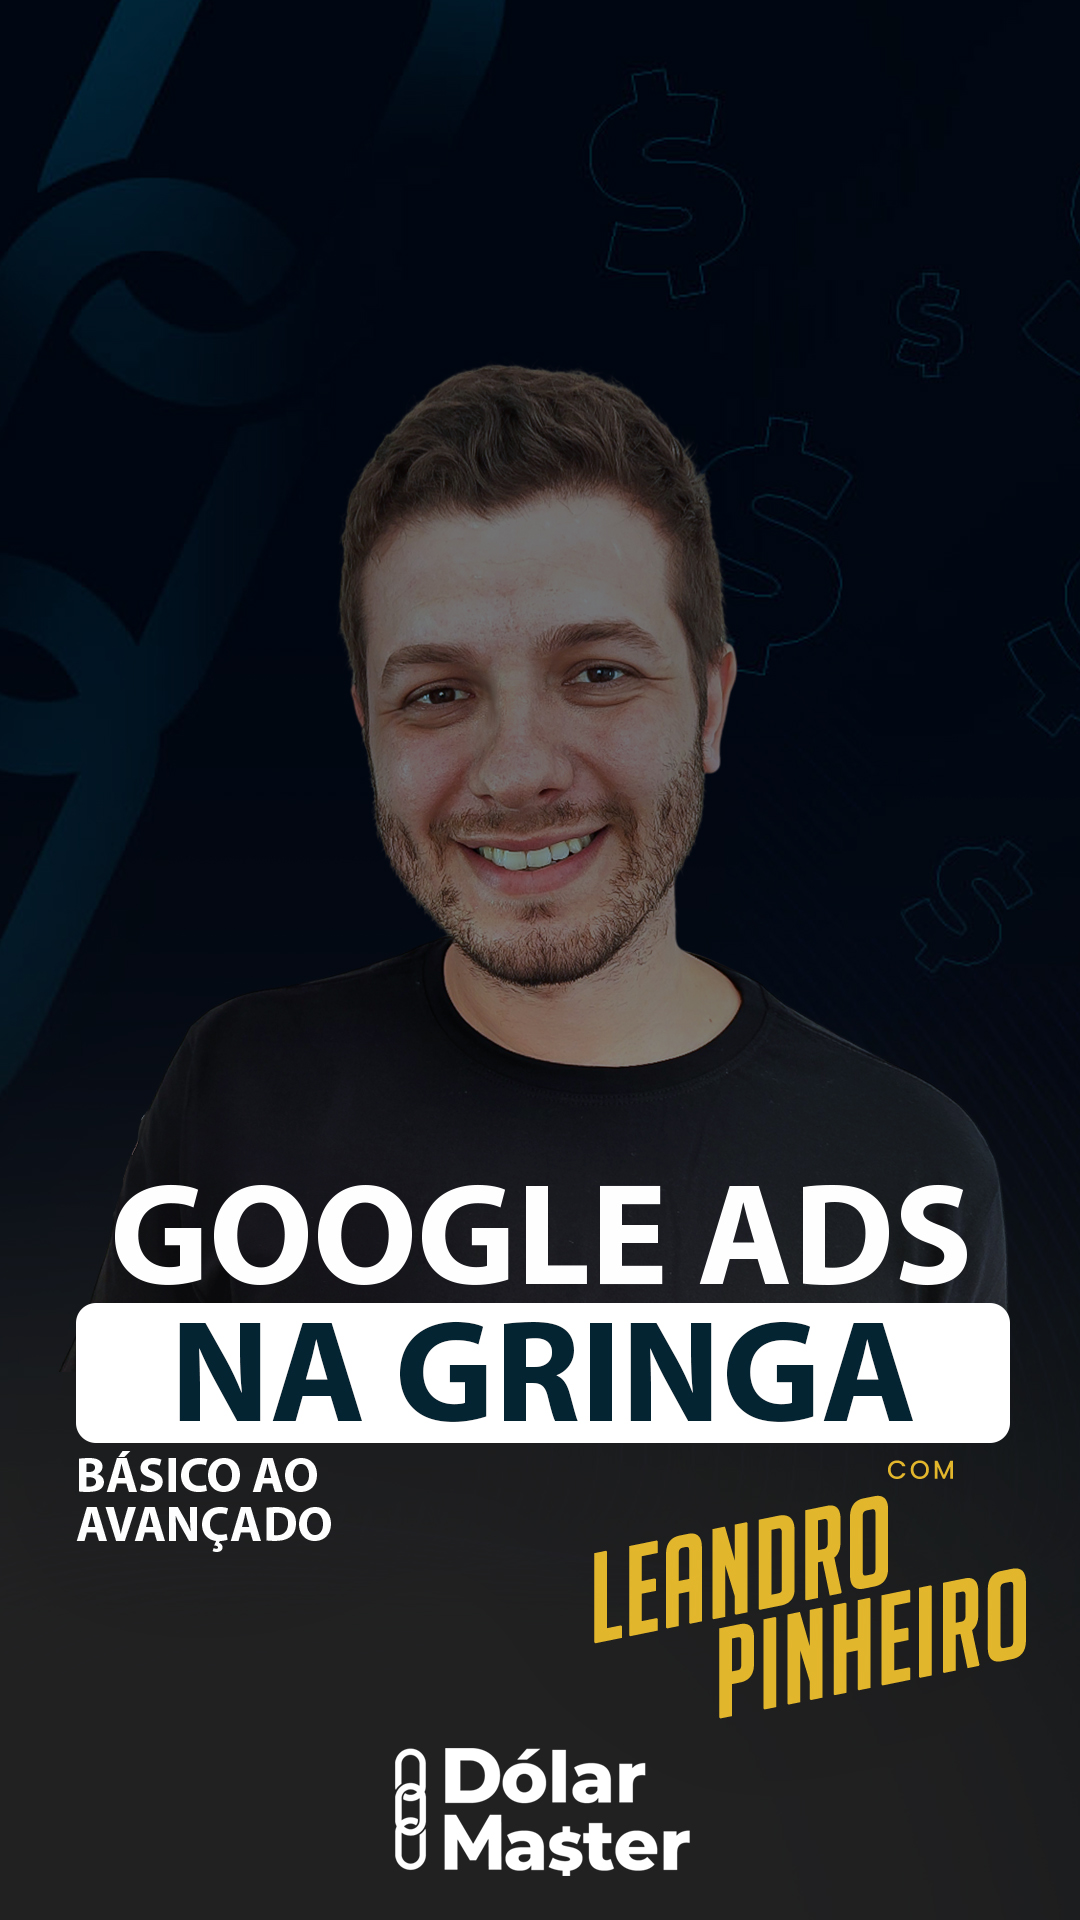 GOOGLE ADS
NA GRINGA
BÁSICO AO
AVANÇADO
COM
LEANDRO
PINHEIRO
Dólar
Ma$ter